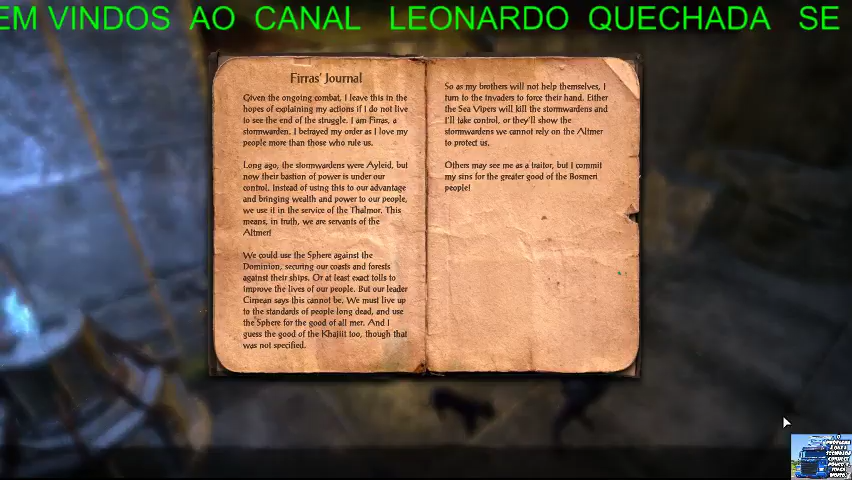 EM VINDOS AO CANAL LEONARDO QUECHADA SE
Firras' Journal
Given the ongoing combat, I leave this in the
hopes of explaining my actions if I do not live
to see the end of the struggle. I am Firras, a
stormwarden. I betrayed my order as I love my
people more than those who rule us.
Long ago, the stormwardens were Ayleid, but
now their bastion of power is under our
control. Instead of using this to our advantage
and bringing wealth and power to our people,
we use it in the service of the Thalmor. This
means, in truth, we are servants of the
Altmer!
We could use the Sphere against the
Dominion, securing our coasts and forests
against their ships. Or at least exact tolls to
improve the lives of our people. But our leader
Cirnean says this cannot be. We must live up
to the standards of people long dead, and use
the Sphere for the good of all mer. And I
guess the good of the Khajiit too, though that
was not specified.
So as my brothers will not help themselves, I
turn to the invaders to force their hand. Either
the Sea Vipers will kill the stormwardens and
I'll take control, or they'll show the
stormwardens we cannot rely on the Altmer
to protect us.
Others may see me as a traitor, but I commit
my sins for the greater good of the Bosmeri
people!